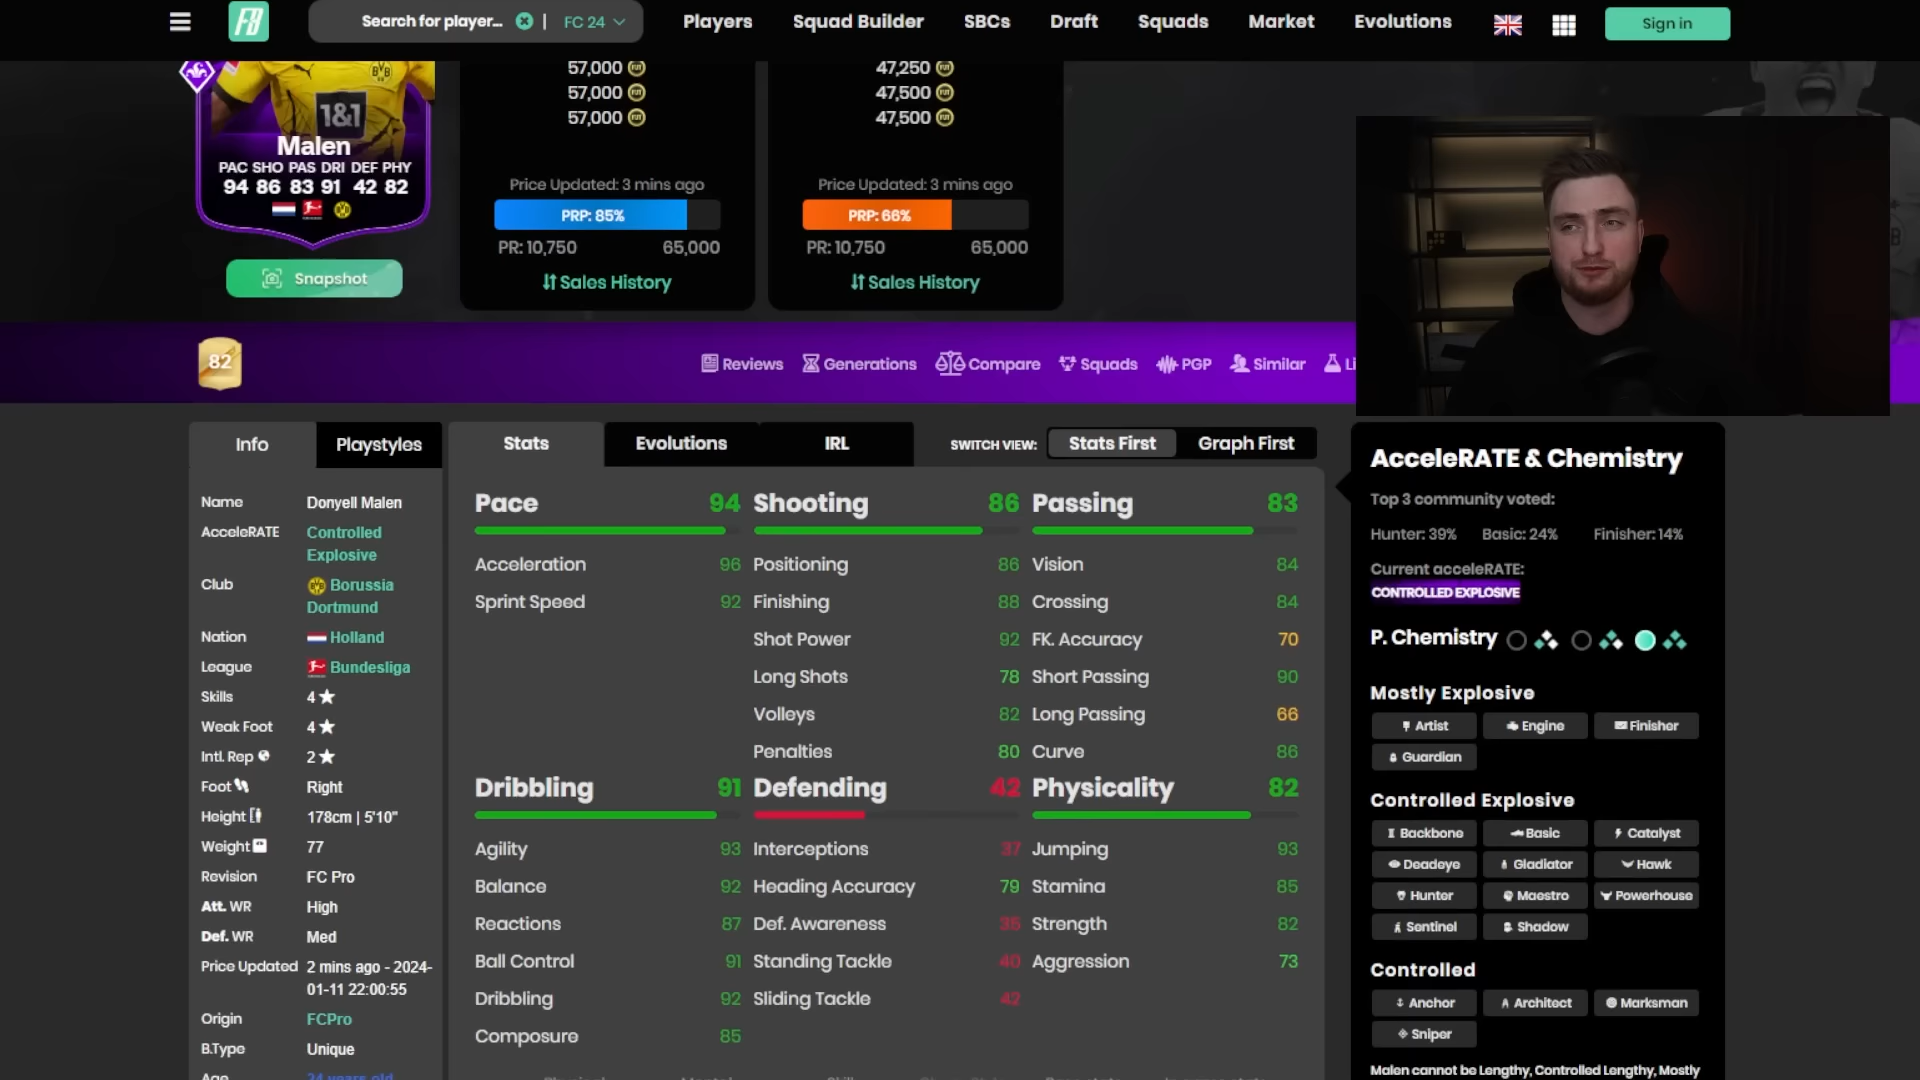 Search for player... | FC 24
Players
Squad Builder
SBCs
Draft
Squads
Market
Evolutions
Sign in
1&1
BVB
Malen
PAC SHO PAS DRI DEF PHY
94 86 83 91 42 82
Snapshot
57,000
57,000
57,000
Price Updated: 3 mins ago
PRP: 85%
PR: 10,750 65,000
Sales History
47,250
47,500
47,500
Price Updated: 3 mins ago
PRP: 66%
PR: 10,750 65,000
Sales History
82
Reviews
Generations
Compare
Squads
PGP
Similar
Li
Info
Playstyles
Name Donyell Malen
AcceleRATE Controlled
Explosive
Club Borussia
Dortmund
Nation Holland
League Bundesliga
Skills 4
Weak Foot 4
Intl. Rep 2
Foot Right
Height 178cm | 5'10"
Weight 77
Revision FC Pro
Att. WR High
Def. WR Med
Price Updated 2 mins ago - 2024-
01-11 22:00:55
Origin FCPro
B.Type Unique
Age 24 years old
Stats
Evolutions
IRL
SWITCH VIEW:
Stats First
Graph First
Pace 94
Acceleration 96
Sprint Speed 92
Shooting 86
Positioning 86
Finishing 88
Shot Power 92
Long Shots 78
Volleys 82
Penalties 80
Passing 83
Vision 84
Crossing 84
FK. Accuracy 70
Short Passing 90
Long Passing 66
Curve 86
Dribbling 91
Agility 93
Balance 92
Reactions 87
Ball Control 91
Dribbling 92
Composure 85
Defending 42
Interceptions 37
Heading Accuracy 79
Def. Awareness 35
Standing Tackle 40
Sliding Tackle 42
Physicality 82
Jumping 93
Stamina 85
Strength 82
Aggression 73
AcceleRATE & Chemistry
Top 3 community voted:
Hunter: 39% Basic: 24% Finisher: 14%
Current acceleRATE:
CONTROLLED EXPLOSIVE
P. Chemistry
Mostly Explosive
Artist Engine Finisher
Guardian
Controlled Explosive
Backbone Basic Catalyst
Deadeye Gladiator Hawk
Hunter Maestro Powerhouse
Sentinel Shadow
Controlled
Anchor Architect Marksman
Sniper
Malen cannot be Lengthy, Controlled Lengthy, Mostly